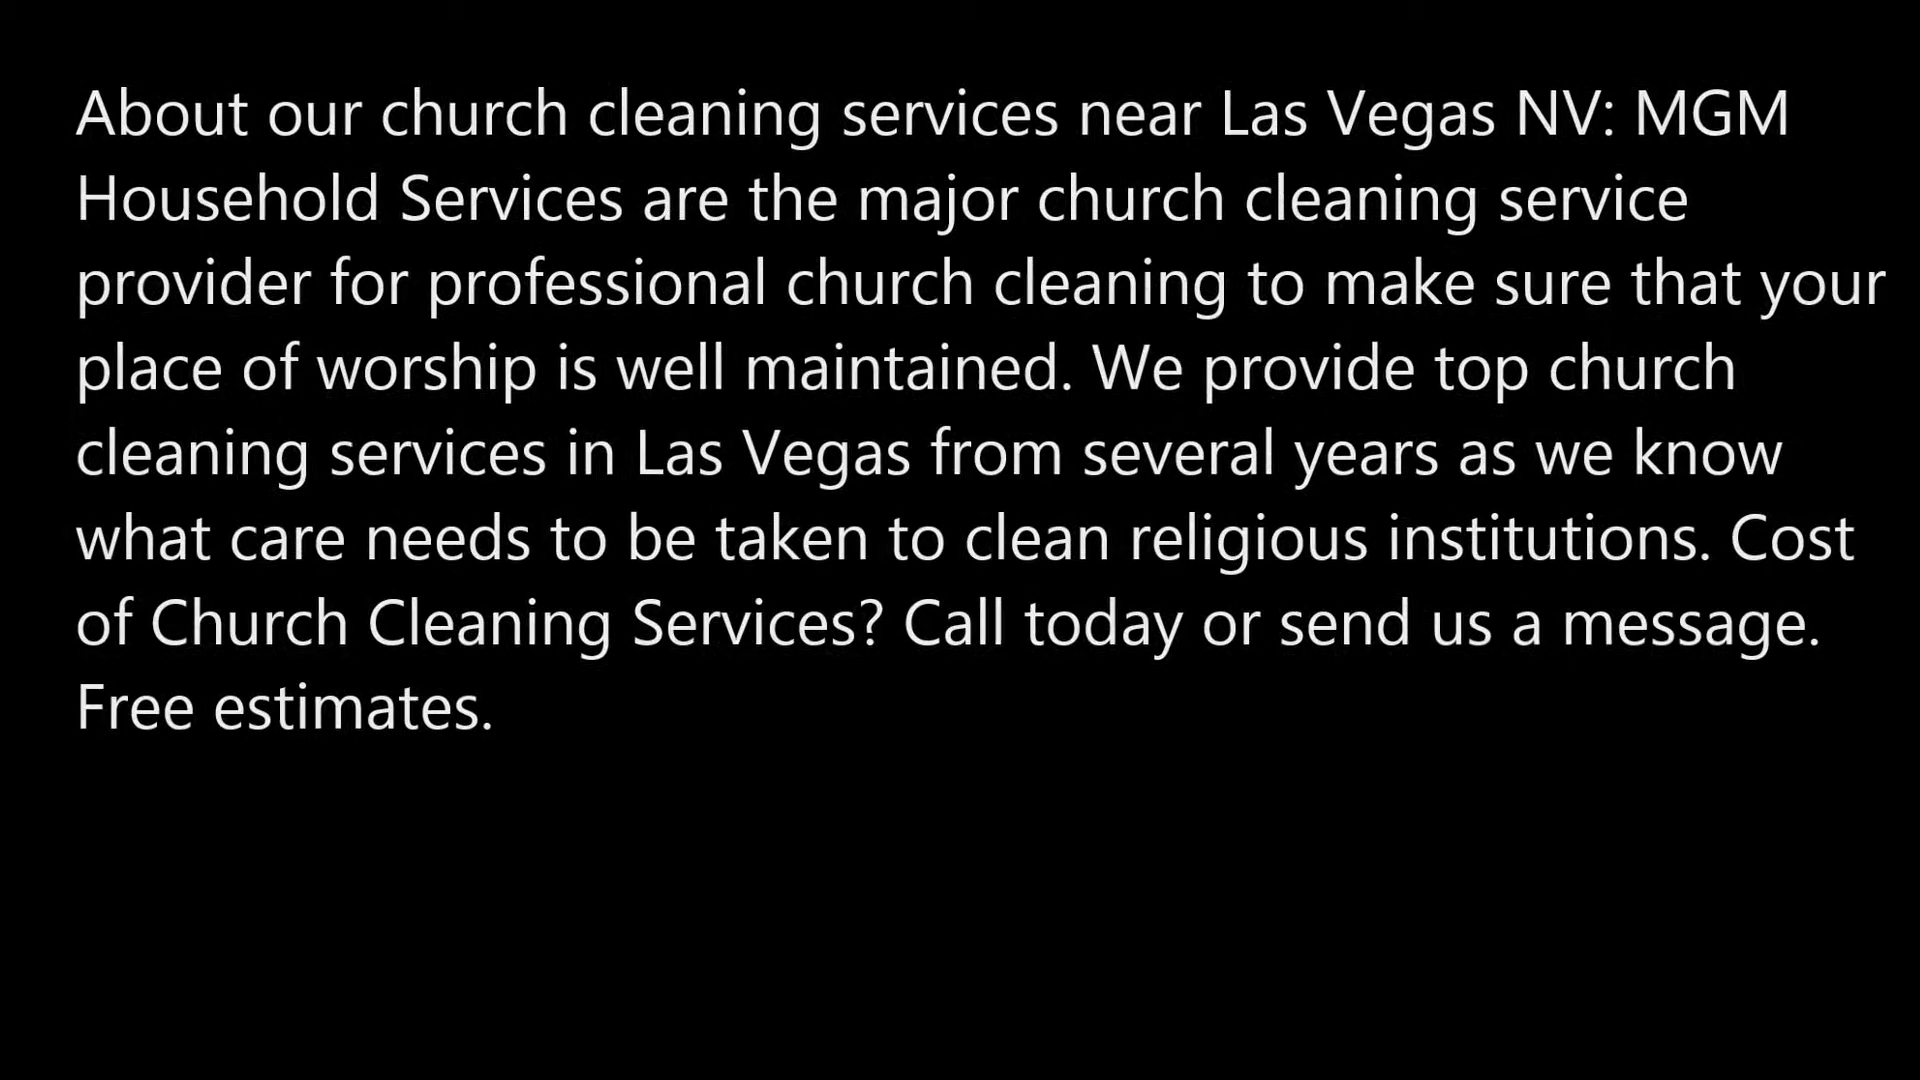 About our church cleaning services near Las Vegas NV: MGM
Household Services are the major church cleaning service
provider for professional church cleaning to make sure that your
place of worship is well maintained. We provide top church
cleaning services in Las Vegas from several years as we know
what care needs to be taken to clean religious institutions. Cost
of Church Cleaning Services? Call today or send us a message.
Free estimates.